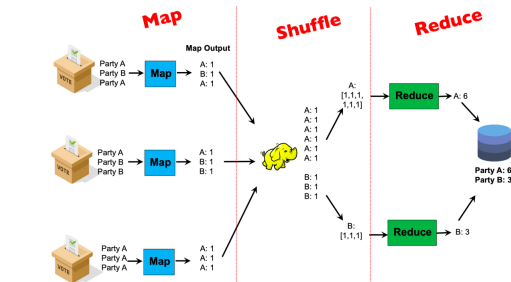 Map
Shuffle
Reduce
Map Output
VOTE
Party A
Party B
Party A
Map
A: 1
B: 1
A: 1
VOTE
Party A
Party B
Party B
Map
A: 1
B: 1
B: 1
VOTE
Party A
Party A
Party A
Map
A: 1
A: 1
A: 1
A: 1
A: 1
A: 1
A: 1
A: 1
A: 1
B: 1
B: 1
B: 1
A:
[1,1,1,
1,1,1]
B:
[1,1,1]
Reduce
A: 6
Reduce
B: 3
Party A: 6
Party B: 3